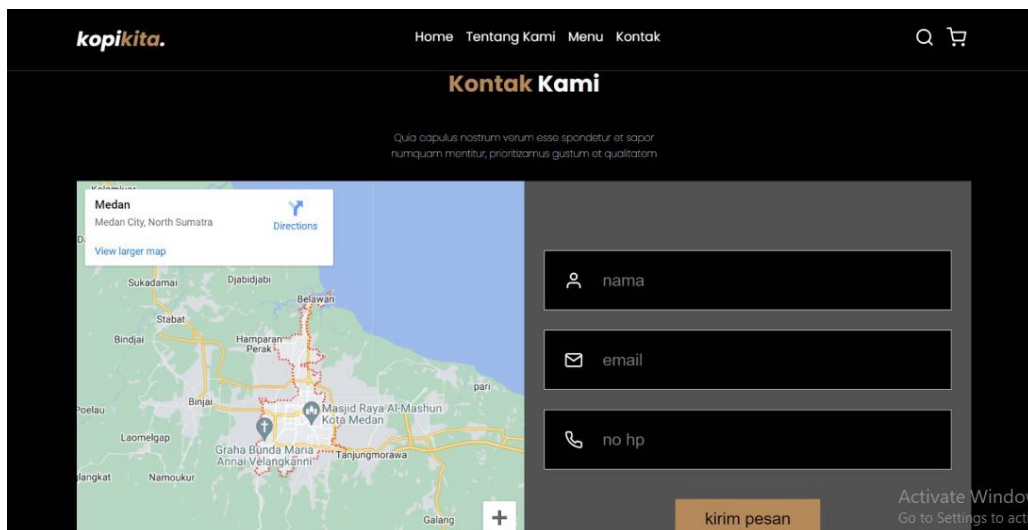 kopikita.
Home Tentang Kami Menu Kontak
Kontak Kami
Quia capulus nostrum verum esse spondetur et sapor
numquam mentitur, prioritizamus gustum et qualitatem
Medan
Medan City, North Sumatra
Directions
View larger map
Sukadamai
Djabidjabi
Belawan
Stabat
Bindjai
Hamparan
Perak
pari
Binjai
Masjid Raya Al-Mashun
Kota Medan
Laomelgap
Graha Bunda Maria
Annai Velangkanni
Tanjungmorawa
Namoukur
Galang
+
nama
email
no hp
kirim pesan
Activate Window
Go to Settings to act